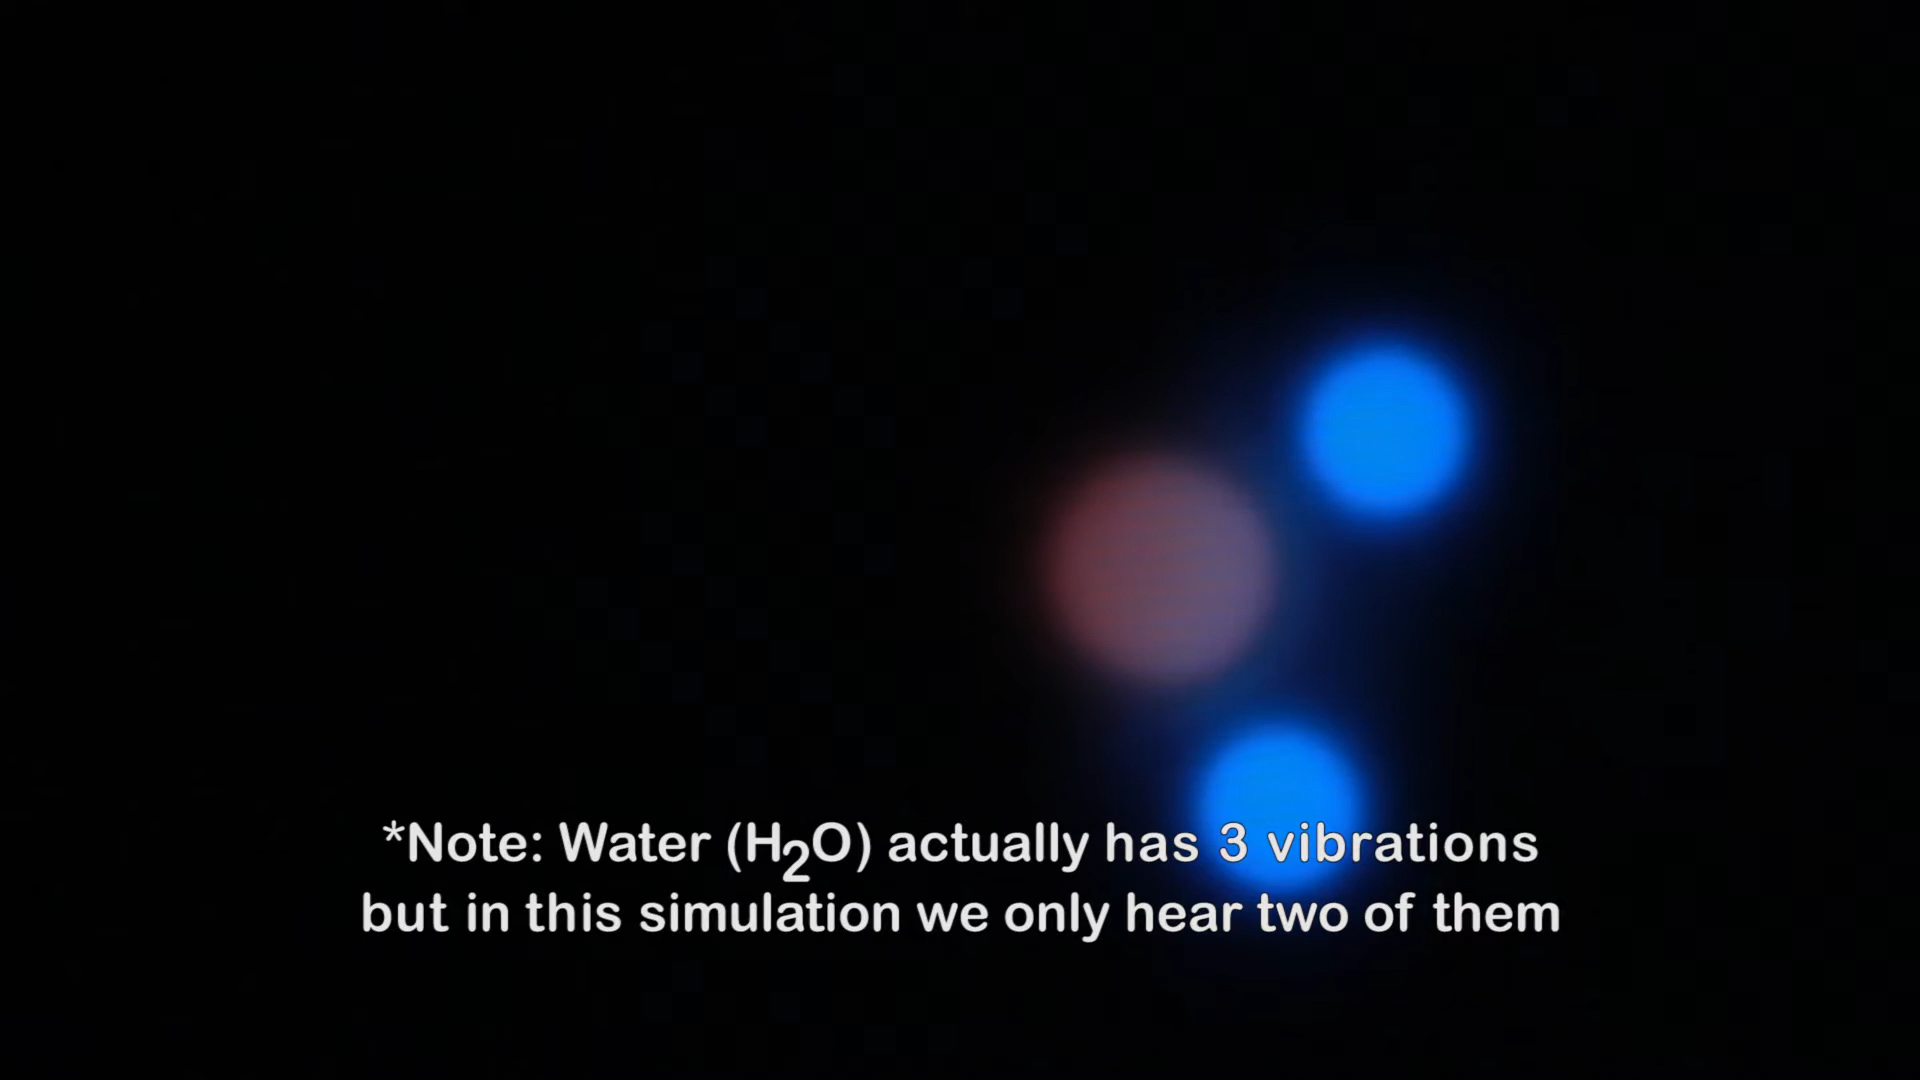 *Note: Water (H₂O) actually has 3 vibrations
but in this simulation we only hear two of them